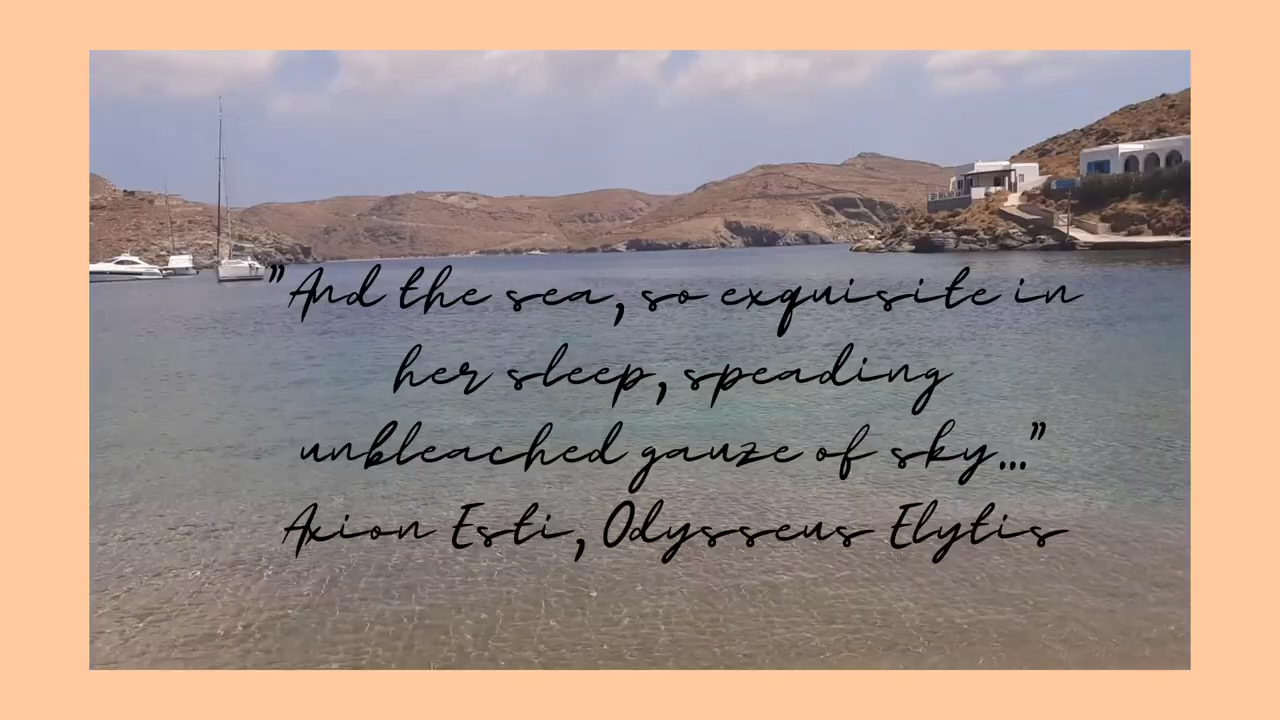 "And the sea, so exquisite in
her sleep, speading
unbleached gauze of sky..."
Axion Esti, Odysseus Elytis